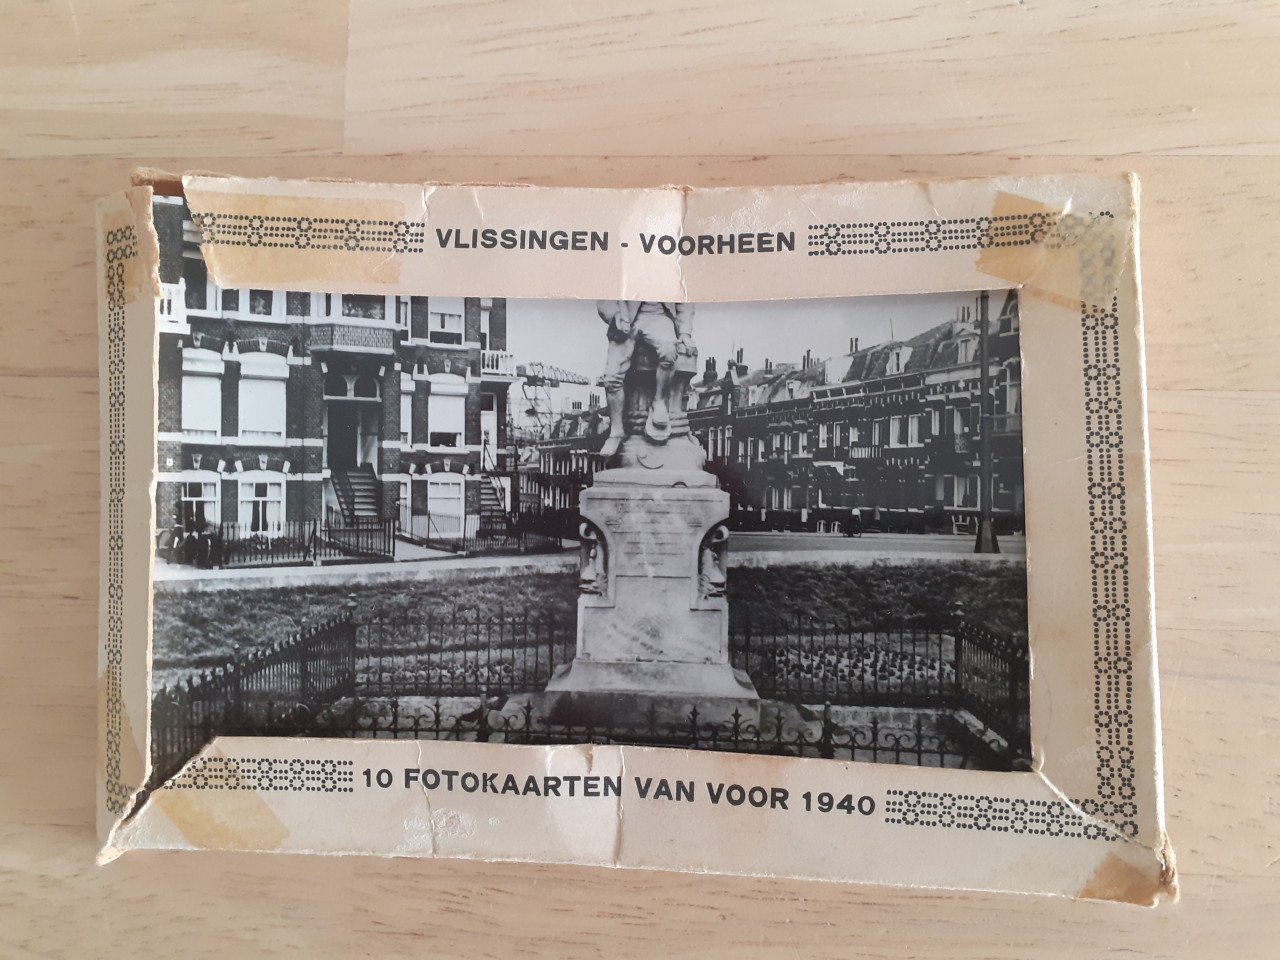 VLISSINGEN - VOORHEEN
10 FOTOKAARTEN VAN VOOR 1940